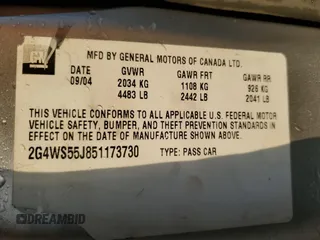 GM
MFD BY GENERAL MOTORS OF CANADA LTD.
DATE GVWR GAWR FRT GAWR RR
09/04 2034 KG 1108 KG 926 KG
4483 LB 2442 LB 2041 LB
THIS VEHICLE CONFORMS TO ALL APPLICABLE U.S. FEDERAL MOTOR
VEHICLE SAFETY, BUMPER, AND THEFT PREVENTION STANDARDS IN
EFFECT ON THE DATE OF MANUFACTURE SHOWN ABOVE.
2G4WS55J851173730 TYPE: PASS CAR
DREAMBID